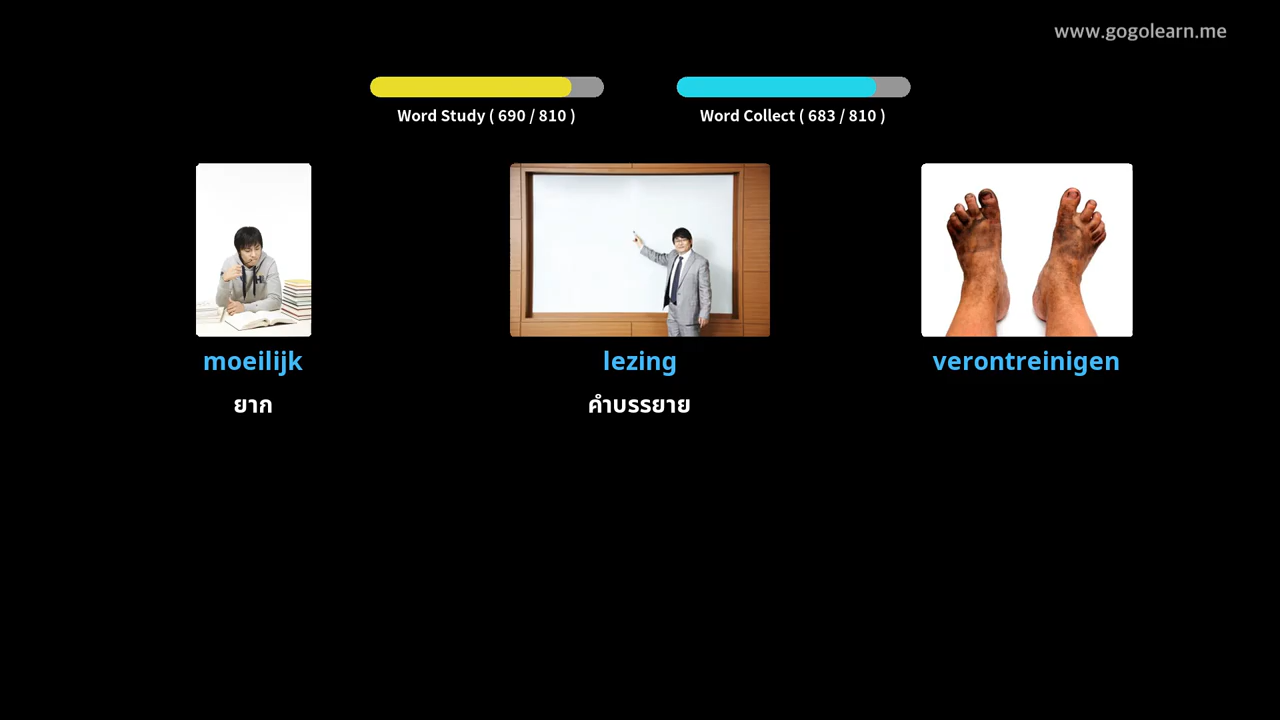 www.gogolearn.me
Word Study ( 690 / 810 )
Word Collect ( 683 / 810 )
moeilijk
lezing
verontreinigen
ยาก
คำบรรยาย